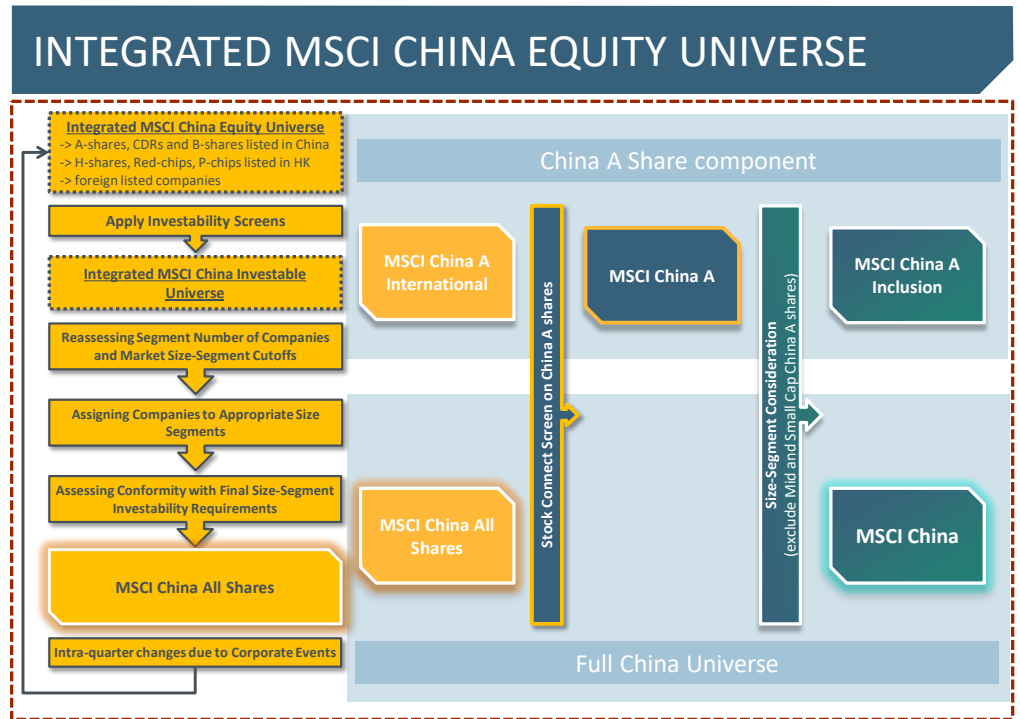 INTEGRATED MSCI CHINA EQUITY UNIVERSE
Integrated MSCI China Equity Universe
-> A-shares, CDRs and B-shares listed in China
-> H-shares, Red-chips, P-chips listed in HK
-> foreign listed companies
Apply Investability Screens
Integrated MSCI China Investable
Universe
Reassessing Segment Number of Companies
and Market Size-Segment Cutoffs
Assigning Companies to Appropriate Size
Segments
Assessing Conformity with Final Size-Segment
Investability Requirements
MSCI China All Shares
Intra-quarter changes due to Corporate Events
China A Share component
MSCI China A
International
Stock Connect Screen on China A shares
MSCI China A
Size-Segment Consideration
(exclude Mid and Small Cap China A shares)
MSCI China A
Inclusion
MSCI China All
Shares
MSCI China
Full China Universe